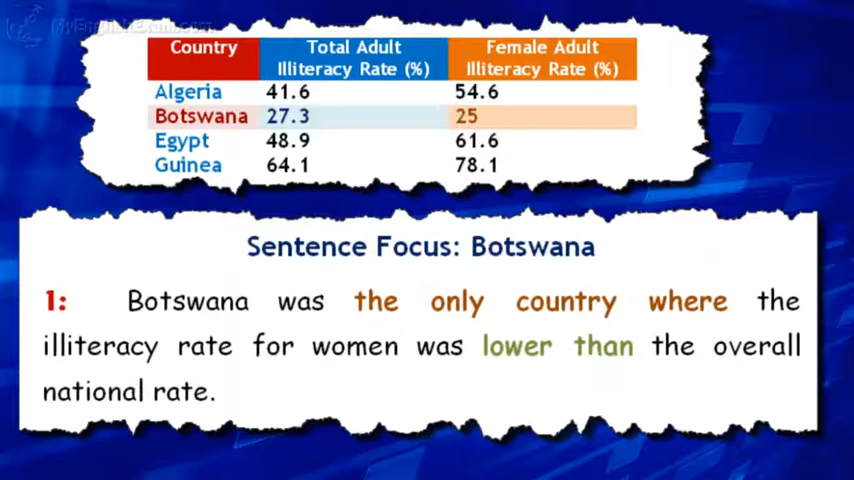 MyEnglishExam.com
Country Total Adult Female Adult
Illiteracy Rate (%) Illiteracy Rate (%)
Algeria 41.6 54.6
Botswana 27.3 25
Egypt 48.9 61.6
Guinea 64.1 78.1
Sentence Focus: Botswana
1: Botswana was the only country where the
illiteracy rate for women was lower than the overall
national rate.